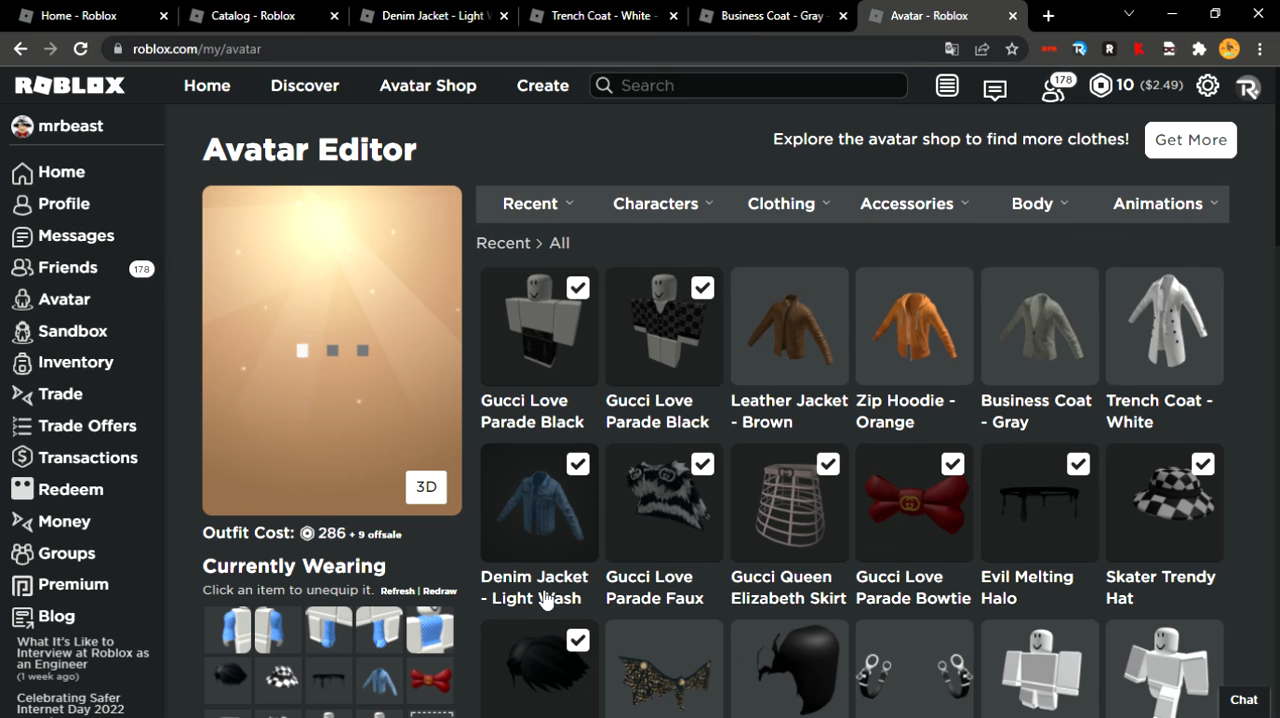 Home - Roblox
Catalog - Roblox
Denim Jacket - Light W
Trench Coat - White -
Business Coat - Gray -
Avatar - Roblox
roblox.com/my/avatar
ROBLOX
Home
Discover
Avatar Shop
Create
Search
178
10 ($2.49)
mrbeast
Home
Profile
Messages
Friends
178
Avatar
Sandbox
Inventory
Trade
Trade Offers
Transactions
Redeem
Money
Groups
Premium
Blog
What It's Like to
Interview at Roblox as
an Engineer
(1 week ago)
Celebrating Safer
Internet Day 2022
Avatar Editor
Explore the avatar shop to find more clothes!
Get More
3D
Outfit Cost: 286 + 9 offsale
Currently Wearing
Click an item to unequip it. Refresh | Redraw
Recent
Characters
Clothing
Accessories
Body
Animations
Recent > All
Gucci Love
Parade Black
Gucci Love
Parade Black
Leather Jacket
- Brown
Zip Hoodie -
Orange
Business Coat
- Gray
Trench Coat -
White
Denim Jacket
- Light Wash
Gucci Love
Parade Faux
Gucci Queen
Elizabeth Skirt
Gucci Love
Parade Bowtie
Evil Melting
Halo
Skater Trendy
Hat
Chat